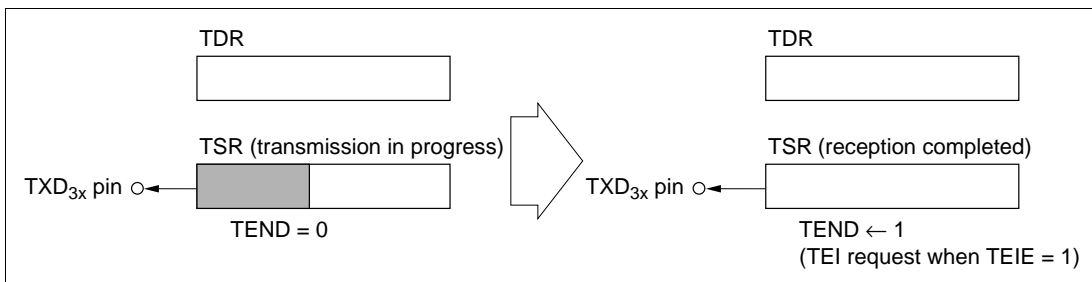 TDR
TSR (transmission in progress)
TXD3x pin
TEND = 0
TDR
TSR (reception completed)
TXD3x pin
TEND ← 1
(TEI request when TEIE = 1)